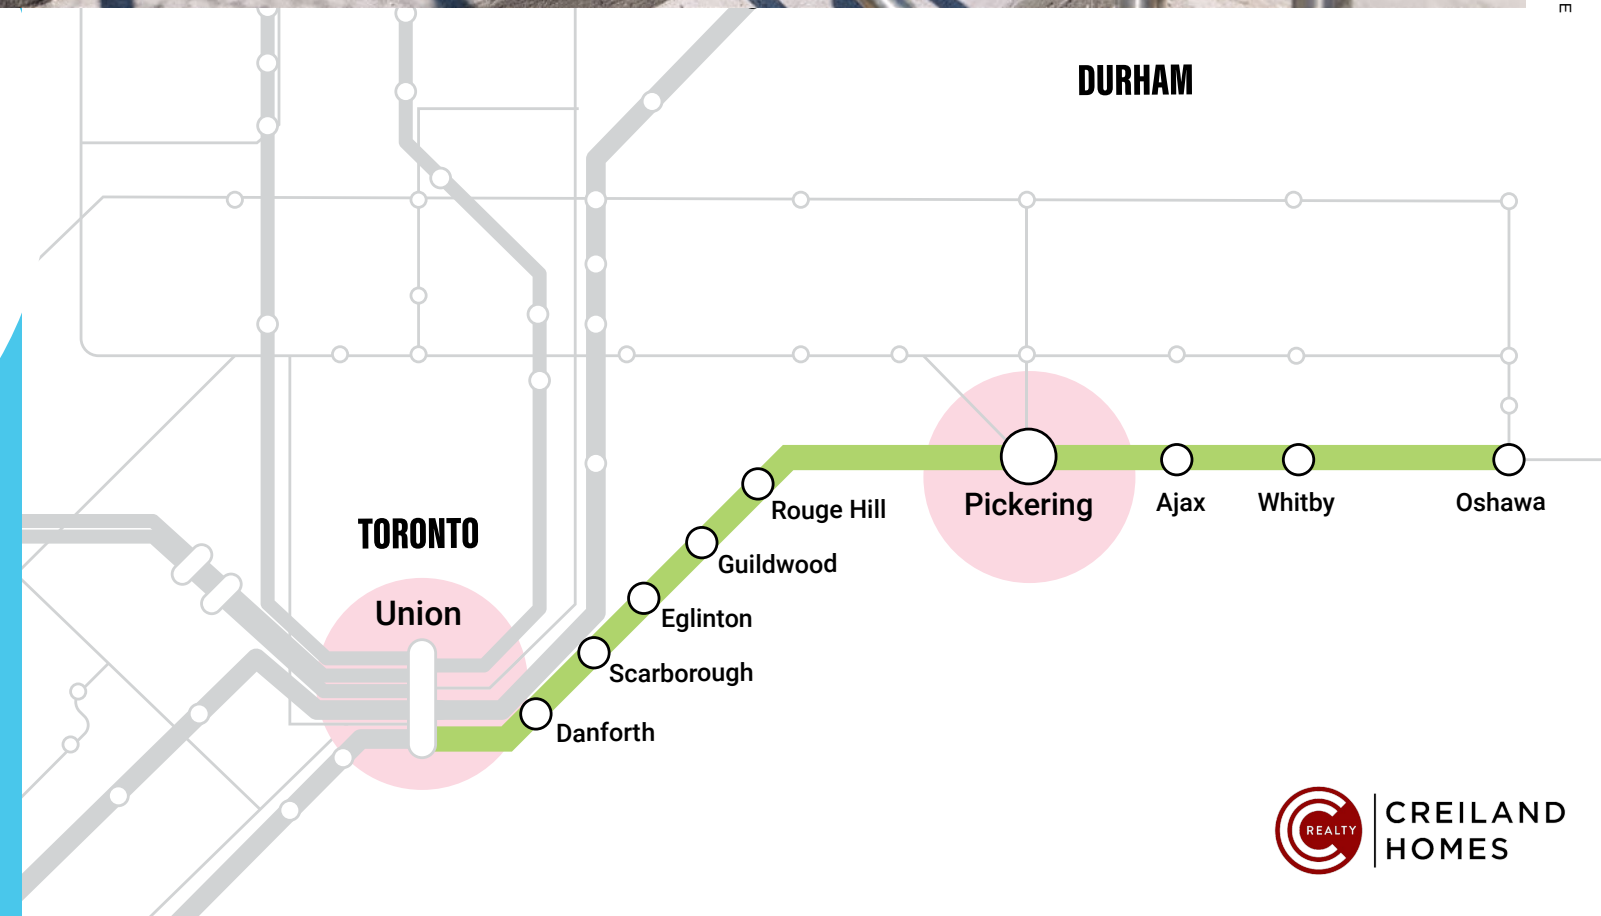 E
DURHAM
TORONTO
Union
Rouge Hill
Guildwood
Eglinton
Scarborough
Danforth
Pickering
Ajax
Whitby
Oshawa
REALTY
CREILAND
HOMES